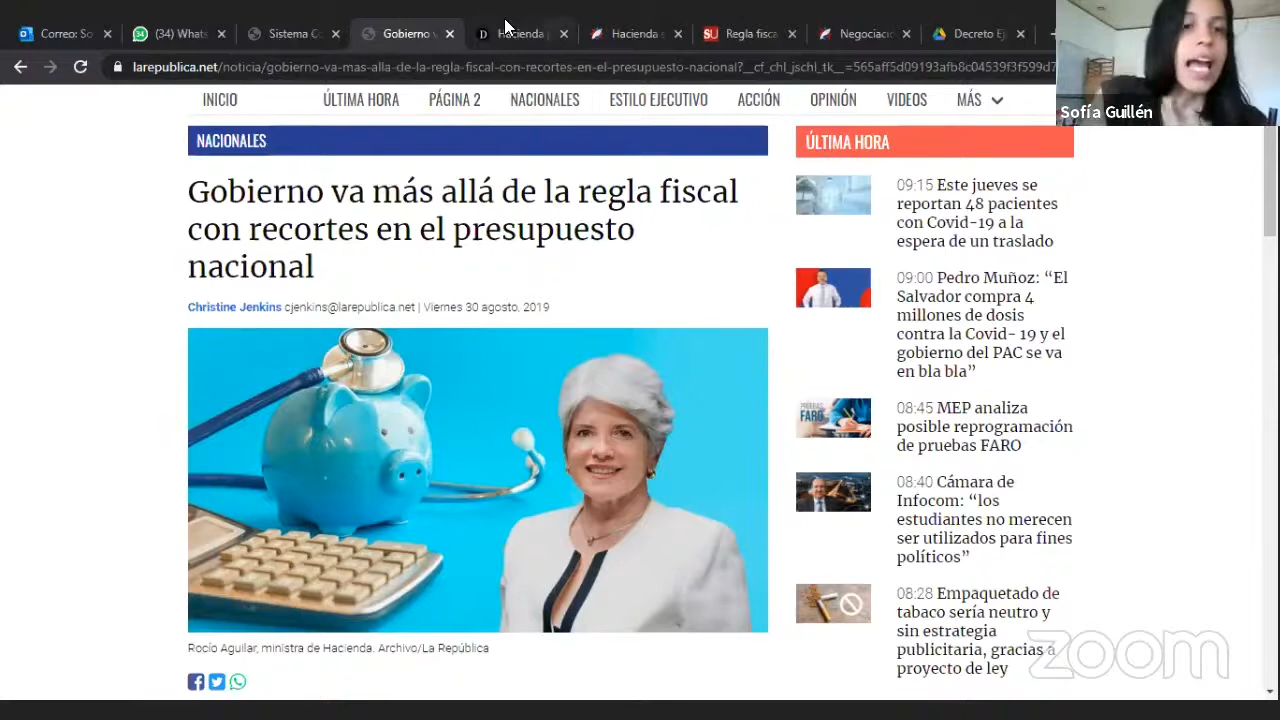 Correo: So
(34) Whats
Sistema Co
Gobierno v
Hacienda
Hacienda s
Regla fisca
Negociació
Decreto Ej
larepublica.net/noticia/gobierno-va-mas-alla-de-la-regla-fiscal-con-recortes-en-el-presupuesto-nacional?__cf_chl_jschl_tk__=565aff5d09193afb8c04539f3f599d7
Sofía Guillén
INICIO ÚLTIMA HORA PÁGINA 2 NACIONALES ESTILO EJECUTIVO ACCIÓN OPINIÓN VIDEOS MÁS
NACIONALES
Gobierno va más allá de la regla fiscal
con recortes en el presupuesto
nacional
Christine Jenkins cjenkins@larepublica.net | Viernes 30 agosto, 2019
Rocío Aguilar, ministra de Hacienda. Archivo/La República
ÚLTIMA HORA
09:15 Este jueves se
reportan 48 pacientes
con Covid-19 a la
espera de un traslado
09:00 Pedro Muñoz: “El
Salvador compra 4
millones de dosis
contra la Covid- 19 y el
gobierno del PAC se va
en bla bla”
PRUEBAS
FARO
08:45 MEP analiza
posible reprogramación
de pruebas FARO
08:40 Cámara de
Infocom: “los
estudiantes no merecen
ser utilizados para fines
políticos”
08:28 Empaquetado de
tabaco sería neutro y
sin estrategia
publicitaria, gracias a
proyecto de ley
zoom